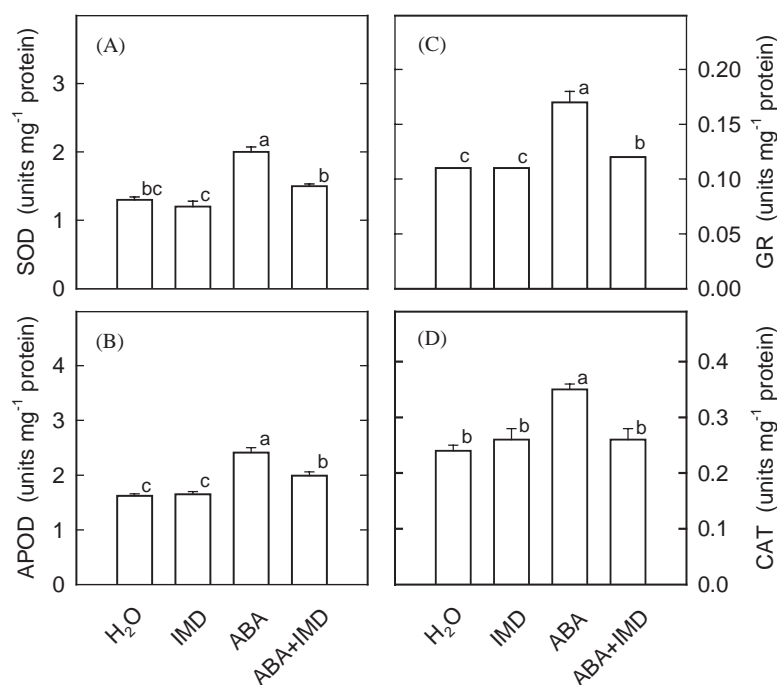 (A)
SOD (units mg⁻¹ protein)
3
2
1
0
bc
c
a
b
(C)
GR (units mg⁻¹ protein)
0.20
0.15
0.10
0.05
0.00
c
c
a
b
(B)
APOD (units mg⁻¹ protein)
4
3
2
1
0
c
c
a
b
(D)
CAT (units mg⁻¹ protein)
0.4
0.3
0.2
0.1
0.0
b
b
a
b
H₂O
IMD
ABA
ABA+IMD
H₂O
IMD
ABA
ABA+IMD